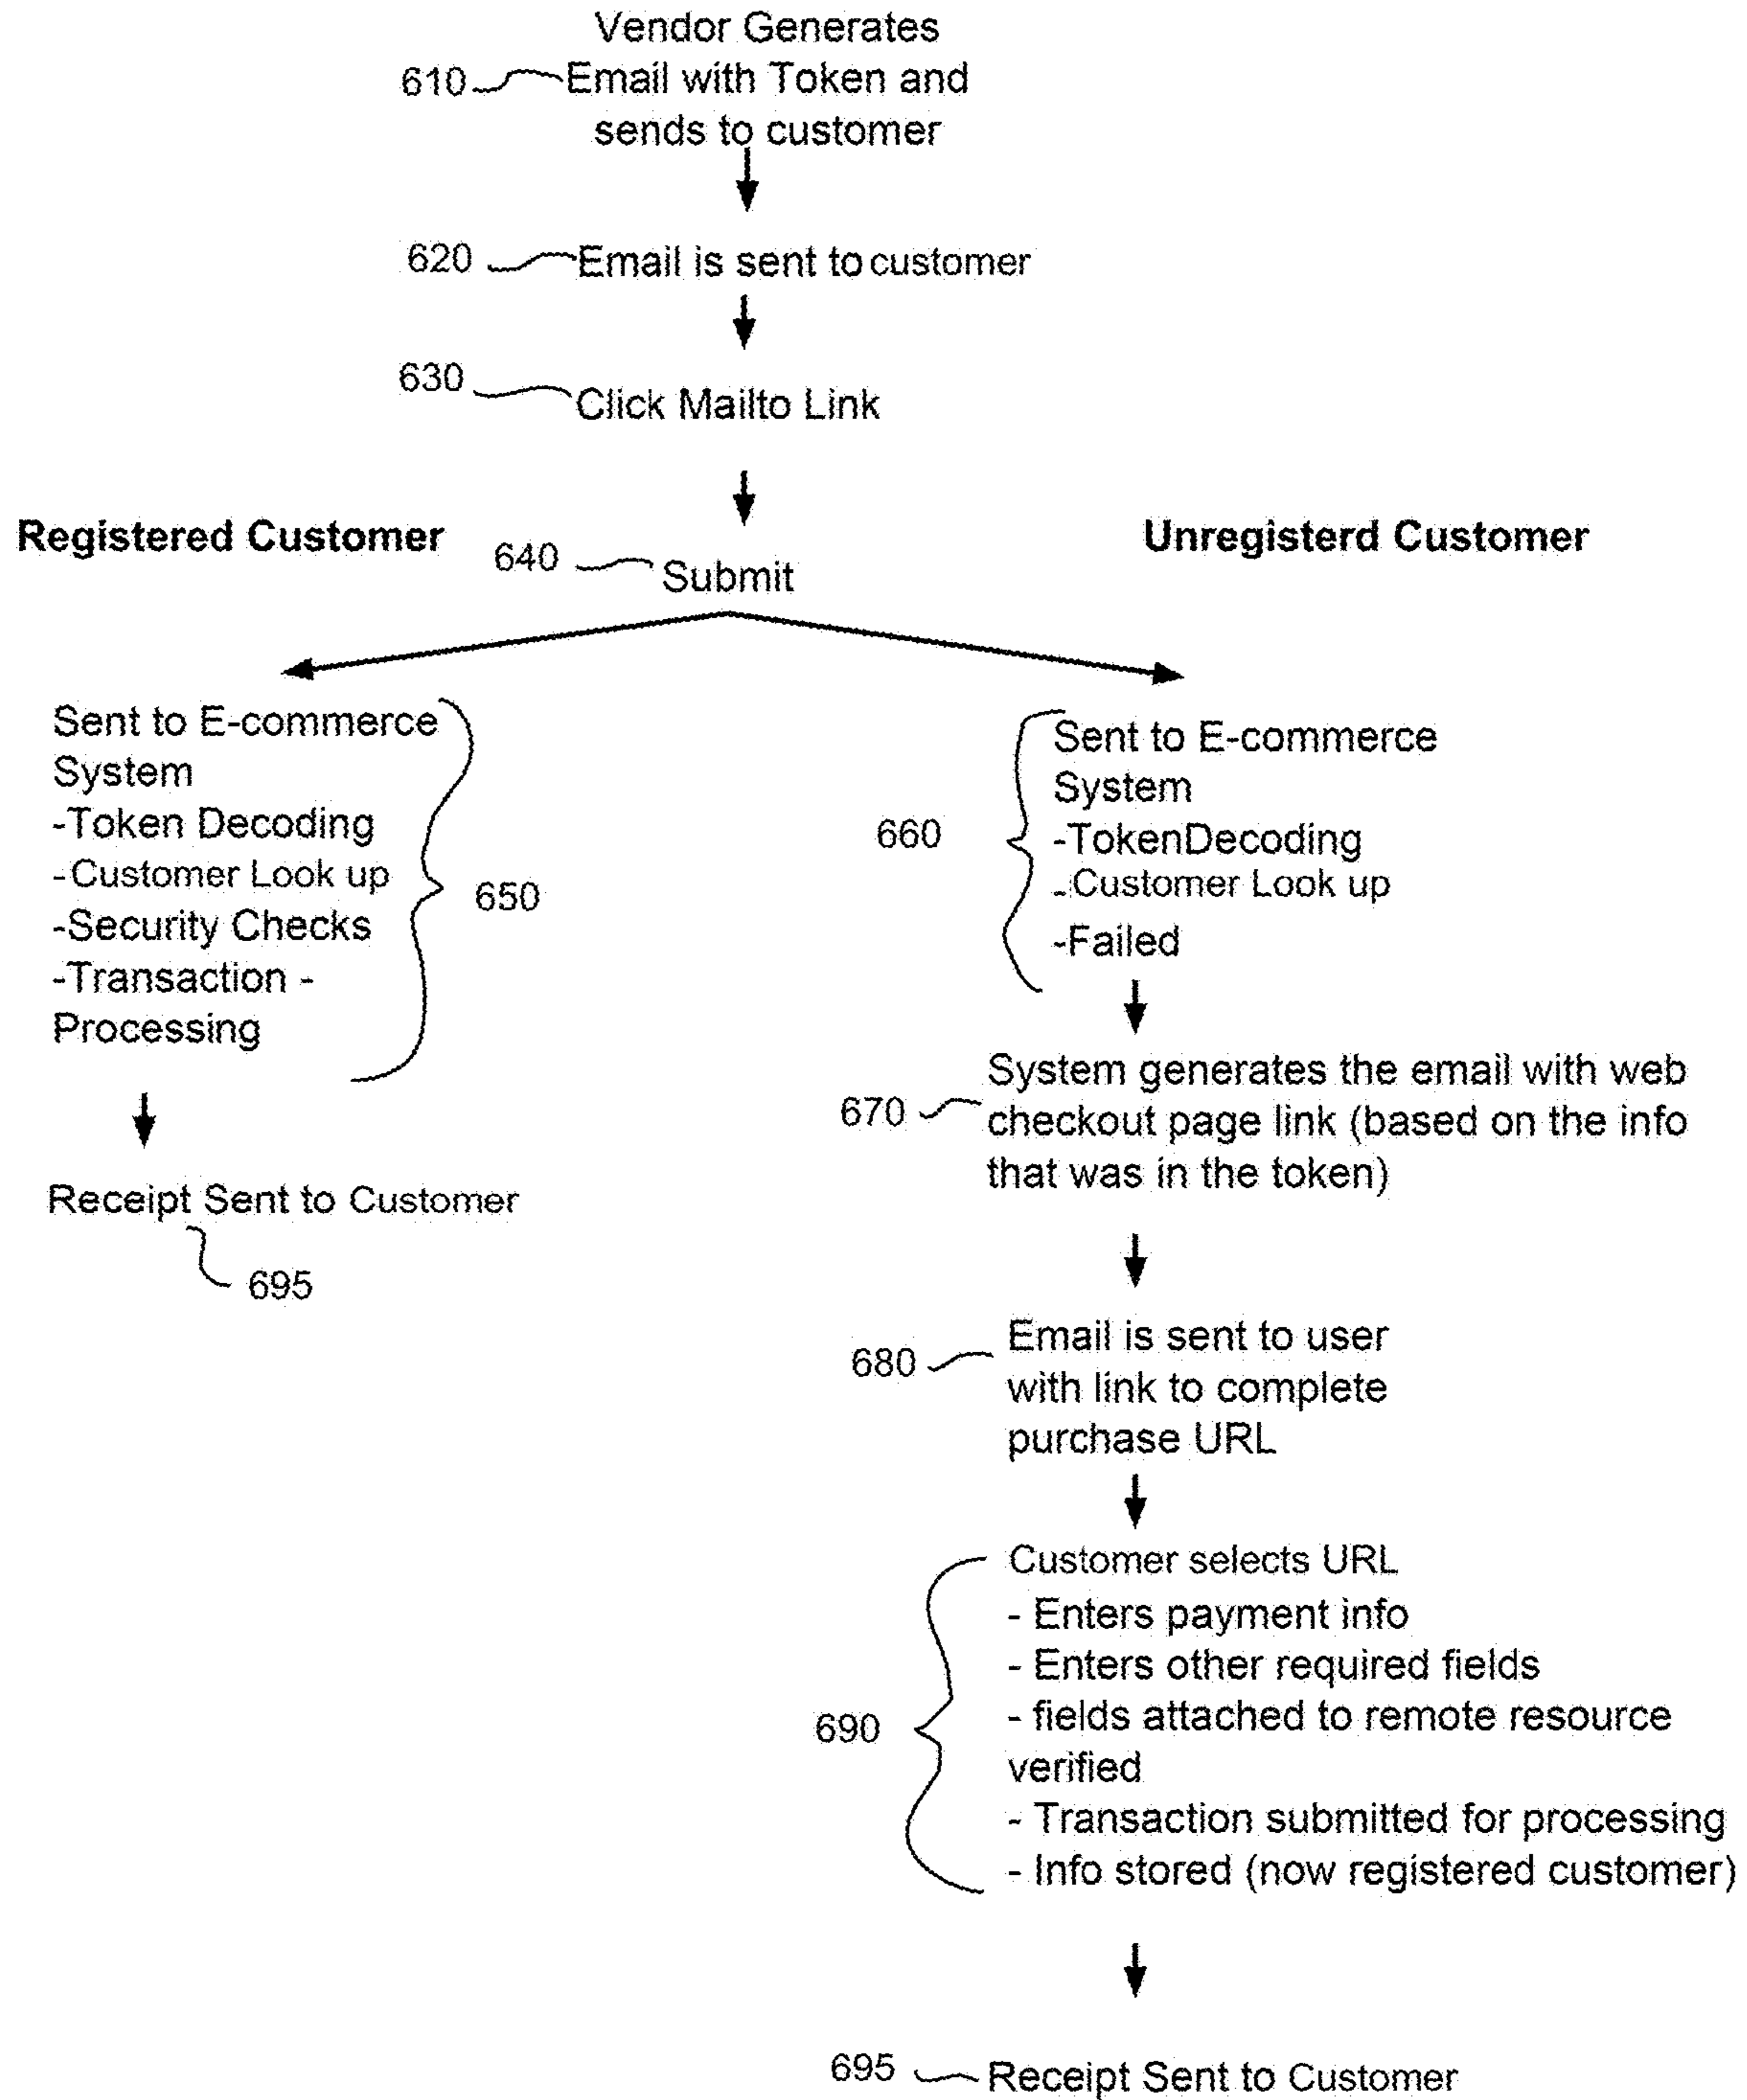 Vendor Generates
610 Email with Token and
sends to customer
620 Email is sent to customer
630
Click Mailto Link
Registered Customer
640
Submit
Unregisterd Customer
Sent to E-commerce
System
-Token Decoding
-Customer Look up
-Security Checks
-Transaction -
Processing
650
Receipt Sent to Customer
695
Sent to E-commerce
System
-TokenDecoding
-Customer Look up
-Failed
660
System generates the email with web
670 checkout page link (based on the info
that was in the token)
Email is sent to user
680
with link to complete
purchase URL
Customer selects URL
- Enters payment info
- Enters other required fields
- fields attached to remote resource
690
verified
- Transaction submitted for processing
- Info stored (now registered customer)
695 Receipt Sent to Customer